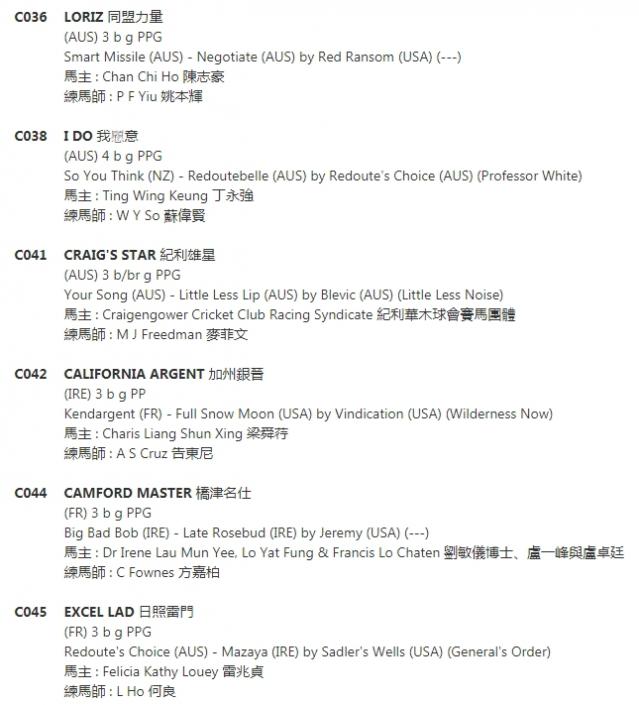 C036 LORIZ 同盟力量
(AUS) 3 b g PPG
Smart Missile (AUS) - Negotiate (AUS) by Red Ransom (USA) (---)
馬主 : Chan Chi Ho 陳志豪
練馬師 : P F Yiu 姚本輝
C038 I DO 我愿意
(AUS) 4 b g PPG
So You Think (NZ) - Redoutebelle (AUS) by Redoute's Choice (AUS) (Professor White)
馬主 : Ting Wing Keung 丁永強
練馬師 : W Y So 蘇偉賢
C041 CRAIG'S STAR 紀利雄星
(AUS) 3 b/br g PPG
Your Song (AUS) - Little Less Lip (AUS) by Blevic (AUS) (Little Less Noise)
馬主 : Craigengower Cricket Club Racing Syndicate 紀利華木球會賽馬團體
練馬師 : M J Freedman 麥菲文
C042 CALIFORNIA ARGENT 加州銀晉
(IRE) 3 b g PP
Kendargent (FR) - Full Snow Moon (USA) by Vindication (USA) (Wilderness Now)
馬主 : Charis Liang Shun Xing 梁舜荇
練馬師 : A S Cruz 告東尼
C044 CAMFORD MASTER 橋津名仕
(FR) 3 b g PPG
Big Bad Bob (IRE) - Late Rosebud (IRE) by Jeremy (USA) (---)
馬主 : Dr Irene Lau Mun Yee, Lo Yat Fung & Francis Lo Chaten 劉敏儀博士、盧一峰與盧卓廷
練馬師 : C Fownes 方嘉柏
C045 EXCEL LAD 日照雷門
(FR) 3 b g PPG
Redoute's Choice (AUS) - Mazaya (IRE) by Sadler's Wells (USA) (General's Order)
馬主 : Felicia Kathy Louey 雷兆貞
練馬師 : L Ho 何良